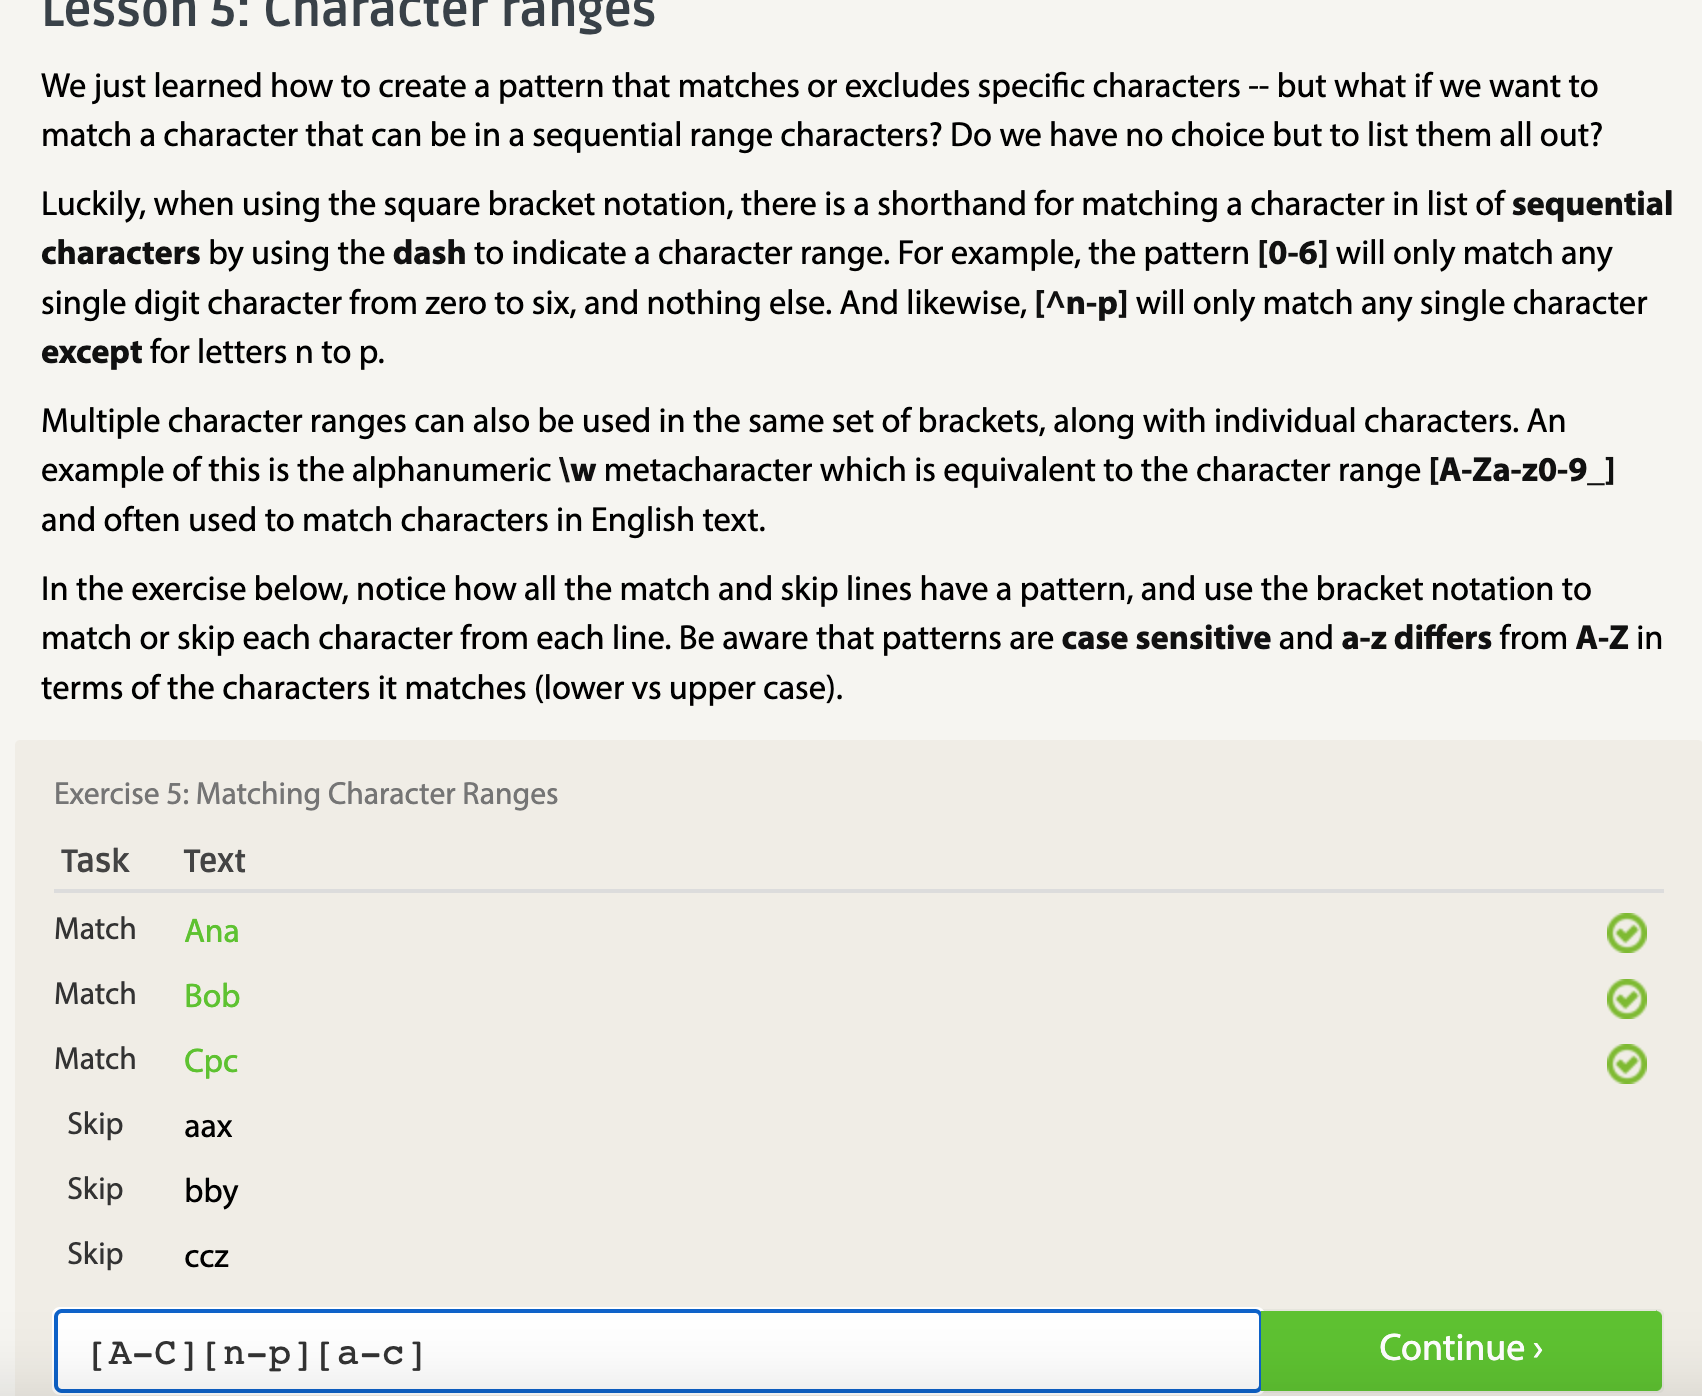 Lesson 5: Character ranges
We just learned how to create a pattern that matches or excludes specific characters -- but what if we want to
match a character that can be in a sequential range characters? Do we have no choice but to list them all out?
Luckily, when using the square bracket notation, there is a shorthand for matching a character in list of sequential
characters by using the dash to indicate a character range. For example, the pattern [0-6] will only match any
single digit character from zero to six, and nothing else. And likewise, [^n-p] will only match any single character
except for letters n to p.
Multiple character ranges can also be used in the same set of brackets, along with individual characters. An
example of this is the alphanumeric \w metacharacter which is equivalent to the character range [A-Za-z0-9_]
and often used to match characters in English text.
In the exercise below, notice how all the match and skip lines have a pattern, and use the bracket notation to
match or skip each character from each line. Be aware that patterns are case sensitive and a-z differs from A-Z in
terms of the characters it matches (lower vs upper case).
Exercise 5: Matching Character Ranges
Task Text
Match Ana
Match Bob
Match Cpc
Skip aax
Skip bby
Skip ccz
[A-C][n-p][a-c] Continue ›